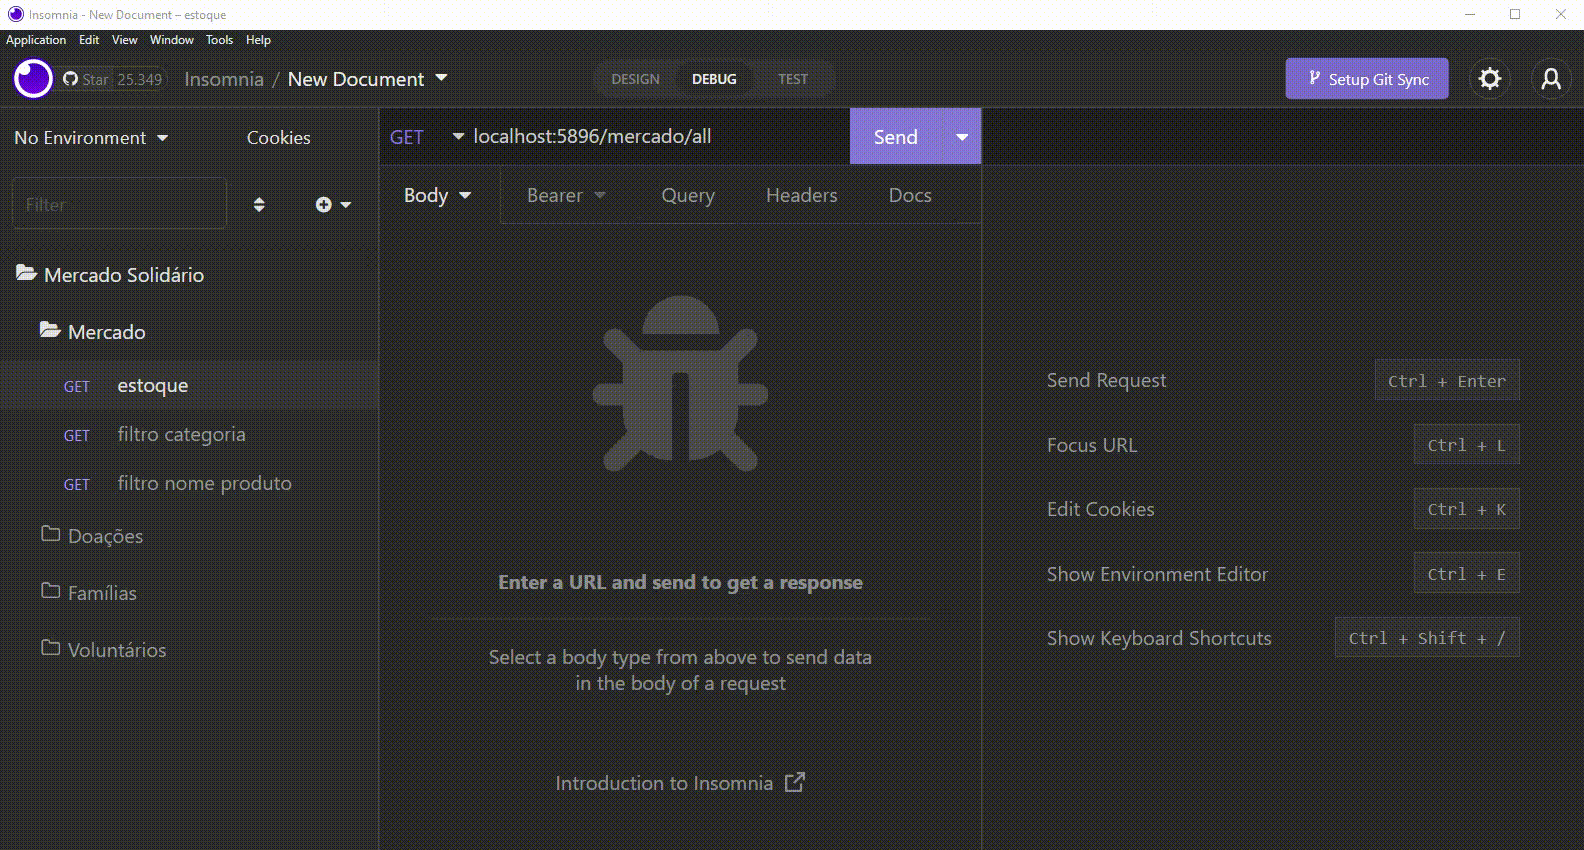 Insomnia - New Document – estoque
Application Edit View Window Tools Help
Star 25.349 Insomnia / New Document DESIGN DEBUG TEST Setup Git Sync
No Environment Cookies GET localhost:5896/mercado/all Send
Filter
Body Bearer Query Headers Docs
Mercado Solidário
Mercado
GET estoque
GET filtro categoria
GET filtro nome produto
Doações
Famílias
Voluntários
Enter a URL and send to get a response
Select a body type from above to send data
in the body of a request
Introduction to Insomnia
Send Request Ctrl + Enter
Focus URL Ctrl + L
Edit Cookies Ctrl + K
Show Environment Editor Ctrl + E
Show Keyboard Shortcuts Ctrl + Shift + /